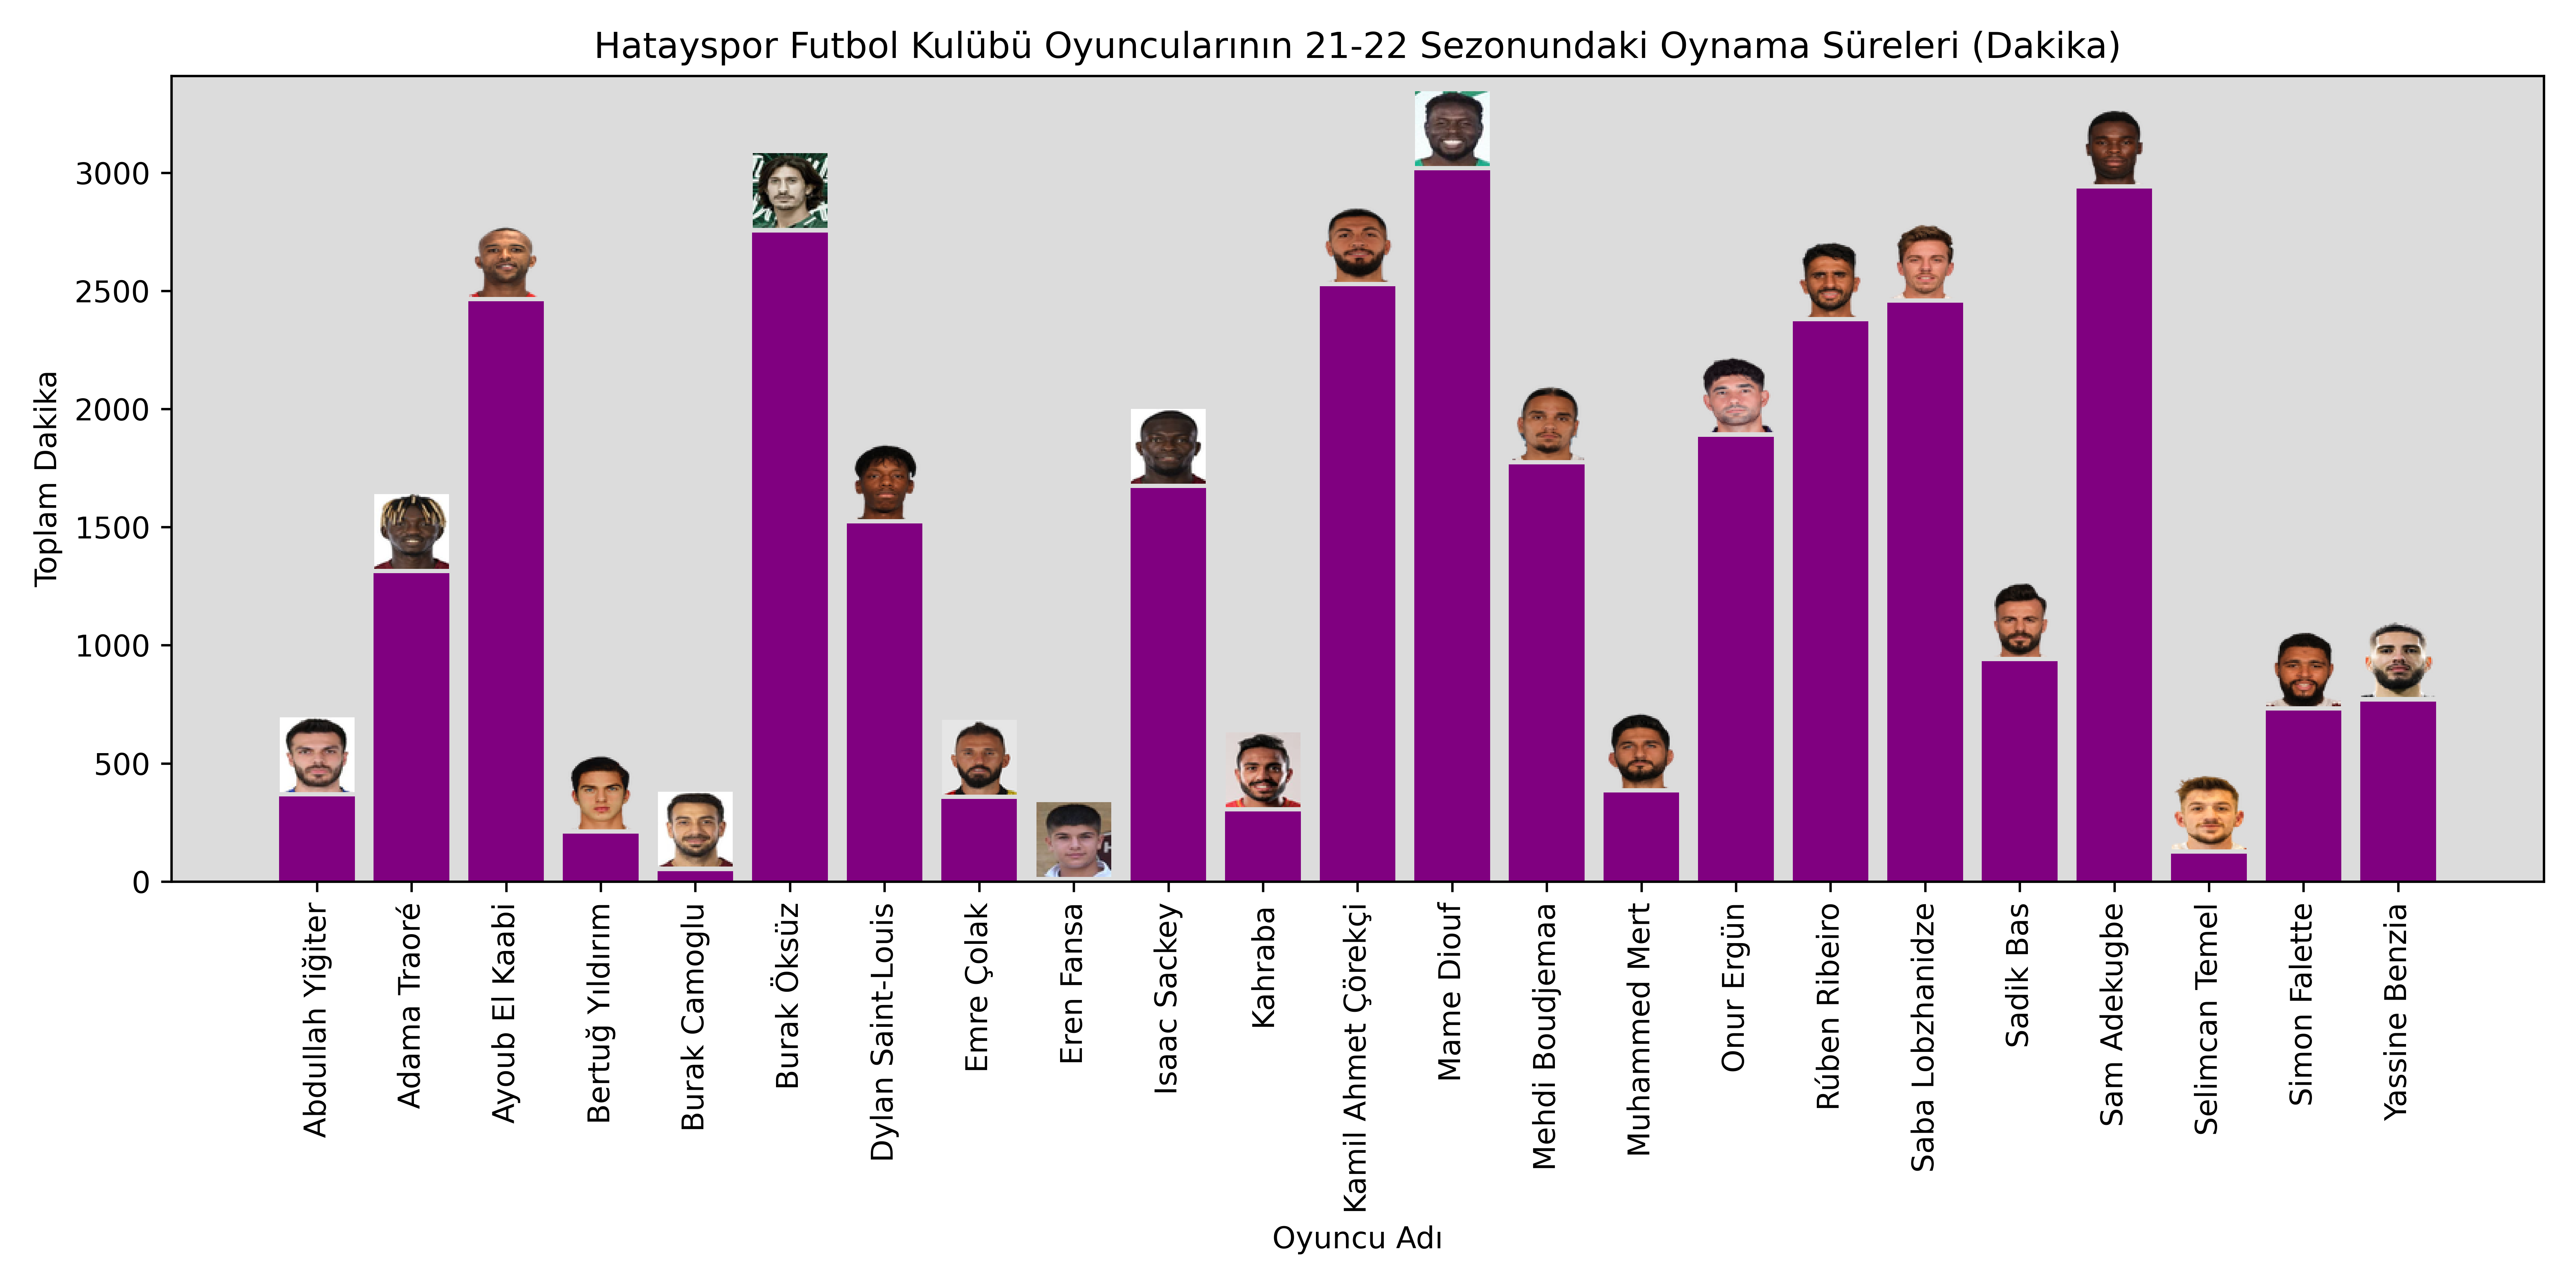 Hatayspor Futbol Kulübü Oyuncularının 21-22 Sezonundaki Oynama Süreleri (Dakika)
Toplam Dakika
3000
2500
2000
1500
1000
500
0
Abdullah Yiğiter
Adama Traoré
Ayoub El Kaabi
Bertuğ Yıldırım
Burak Camoglu
Burak Öksüz
Dylan Saint-Louis
Emre Çolak
Eren Fansa
Isaac Sackey
Kahraba
Kamil Ahmet Çörekçi
Mame Diouf
Mehdi Boudjemaa
Muhammed Mert
Onur Ergün
Rúben Ribeiro
Saba Lobzhanidze
Sadik Bas
Sam Adekugbe
Selimcan Temel
Simon Falette
Yassine Benzia
Oyuncu Adı